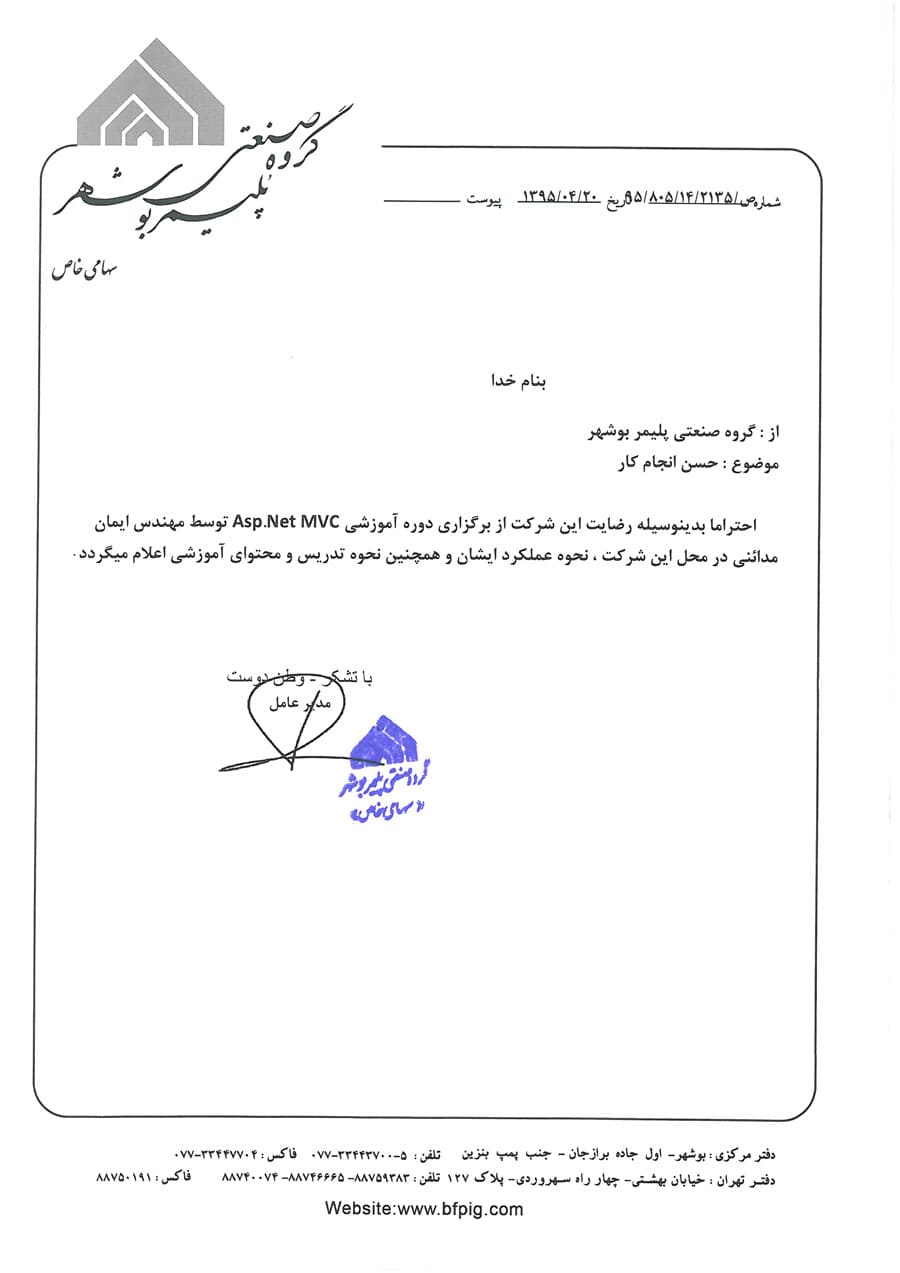 گروه صنعتی
پلیمر بوشهر
سهامی خاص
شماره ص/۹۵/۸۰۵/۱۴/۲۱۳۵ تاریخ ۱۳۹۵/۰۴/۲۰ پیوست
بنام خدا
از : گروه صنعتی پلیمر بوشهر
موضوع : حسن انجام کار
احتراما بدینوسیله رضایت این شرکت از برگزاری دوره آموزشی Asp.Net MVC توسط مهندس ایمان
مدائنی در محل این شرکت ، نحوه عملکرد ایشان و همچنین نحوه تدریس و محتوای آموزشی اعلام میگردد.
با تشکر - وطن دوست
مدیر عامل
گروه صنعتی پلیمر بوشهر
«سهامی خاص»
دفتر مرکزی : بوشهر- اول جاده برازجان - جنب پمپ بنزین تلفن : ۵-۰۷۷-۳۳۴۴۳۷۰۰ فاکس : ۰۷۷-۳۳۴۴۷۷۰۴
دفتـر تهران : خیابان بهشتی- چهار راه سـهروردی- پلاک ۱۲۷ تلفن : ۸۸۷۵۹۳۸۳- ۸۸۷۴۶۶۶۵- ۸۸۷۴۰۰۷۴ فاکس : ۸۸۷۵۰۱۹۱
Website:www.bfpig.com